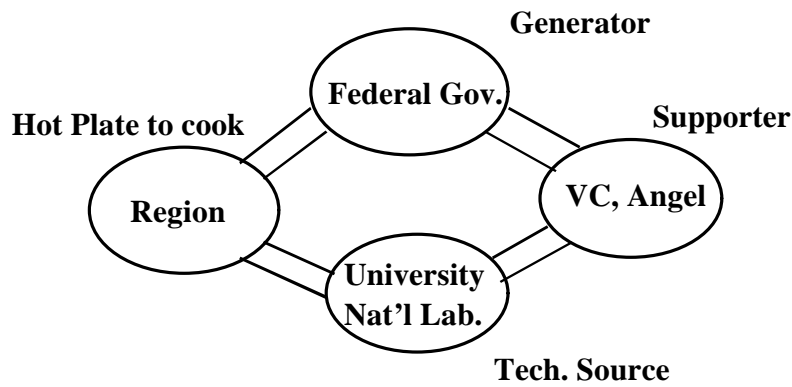 Generator
Federal Gov.
Hot Plate to cook
Supporter
Region
VC, Angel
University
Nat’l Lab.
Tech. Source